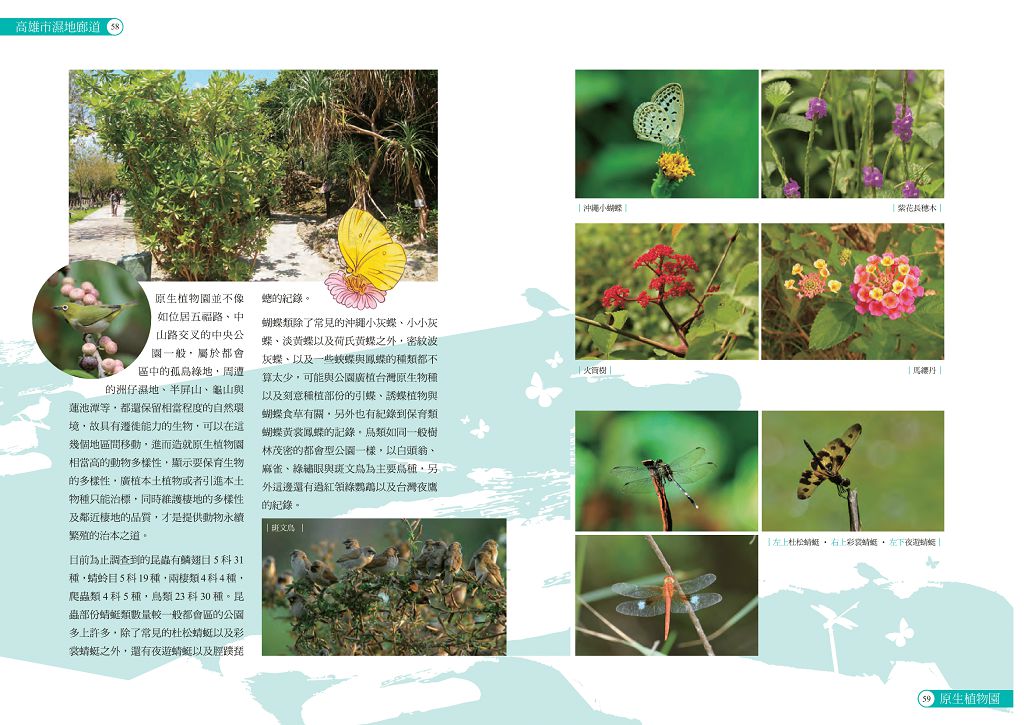 高雄市濕地廊道 58
原生植物園並不像
如位居五福路、中
山路交叉的中央公
園一般，屬於都會
區中的孤島綠地，周遭
的洲仔濕地、半屏山、龜山與
蓮池潭等，都還保留相當程度的自然環
境，故具有遷徙能力的生物，可以在這
幾個地區間移動，進而造就原生植物園
相當高的動物多樣性，顯示要保育生物
的多樣性，廣植本土植物或者引進本土
物種只能治標，同時維護棲地的多樣性
及鄰近棲地的品質，才是提供動物永續
繁殖的治本之道。
目前為止調查到的昆蟲有鱗翅目 5 科 31
種，蜻蛉目 5 科 19 種，兩棲類 4 科 4 種，
爬蟲類 4 科 5 種，鳥類 23 科 30 種。昆
蟲部份蜻蜓類數量較一般都會區的公園
多上許多，除了常見的杜松蜻蜓以及彩
裳蜻蜓之外，還有夜遊蜻蜓以及脛蹼琵
蟌的紀錄。
蝴蝶類除了常見的沖繩小灰蝶、小小灰
蝶、淡黃蝶以及荷氏黃蝶之外，密紋波
灰蝶、以及一些蛺蝶與鳳蝶的種類都不
算太少，可能與公園廣植台灣原生物種
以及刻意種植部份的引蝶、誘蝶植物與
蝴蝶食草有關，另外也有紀錄到保育類
蝴蝶黃裳鳳蝶的記錄。鳥類如同一般樹
林茂密的都會型公園一樣，以白頭翁、
麻雀、綠繡眼與斑文鳥為主要鳥種，另
外這邊還有過紅領綠鸚鵡以及台灣夜鷹
的紀錄。
｜斑文鳥｜
｜沖繩小蝴蝶｜
｜紫花長穗木｜
｜火筒樹｜
｜馬纓丹｜
｜左上杜松蜻蜓 • 右上彩裳蜻蜓 • 左下夜遊蜻蜓｜
59 原生植物園